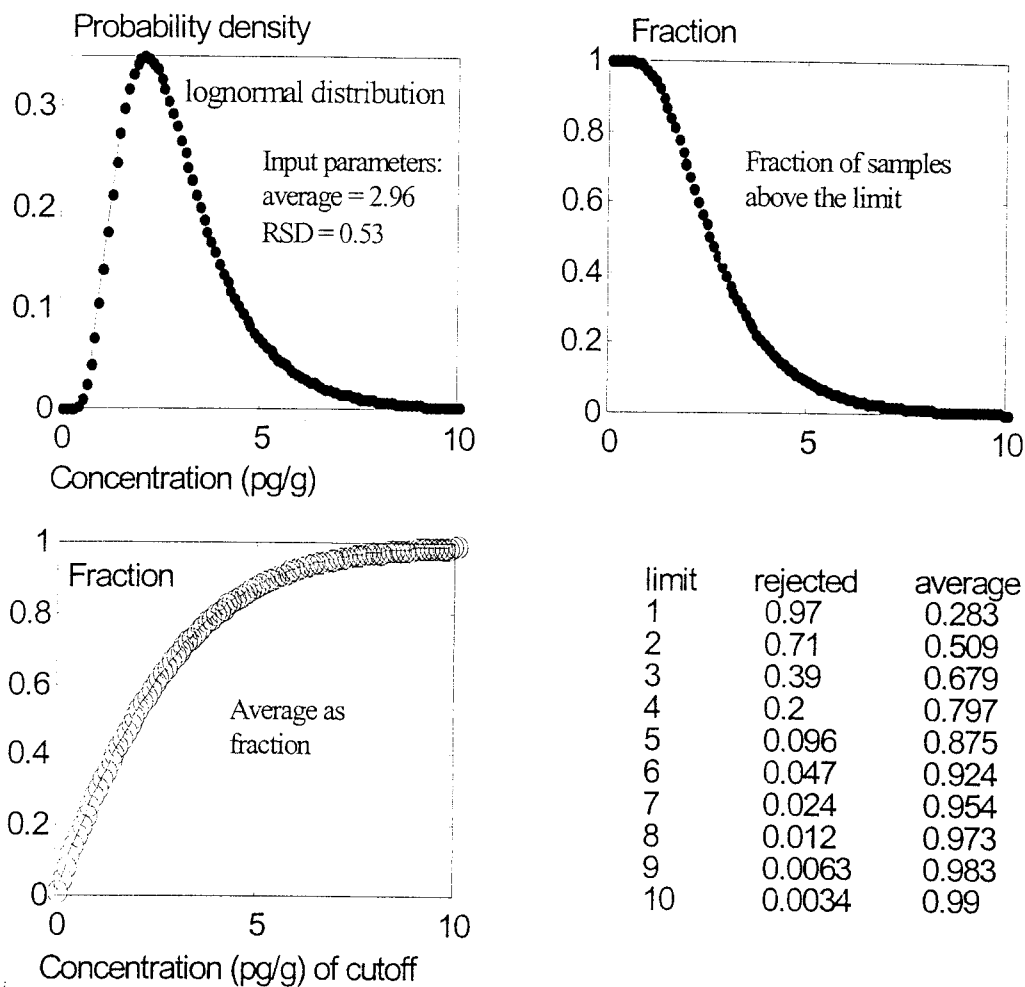 Probability density
lognormal distribution
Input parameters:
average = 2.96
RSD = 0.53
0.3
0.2
0.1
0
0
5
10
Concentration (pg/g)
Fraction
1
0.8
0.6
0.4
0.2
0
Fraction of samples
above the limit
0
5
10
1
Fraction
0.8
0.6
0.4
0.2
0
Average as
fraction
0
5
10
Concentration (pg/g) of cutoff
limit rejected average
1 0.97 0.283
2 0.71 0.509
3 0.39 0.679
4 0.2 0.797
5 0.096 0.875
6 0.047 0.924
7 0.024 0.954
8 0.012 0.973
9 0.0063 0.983
10 0.0034 0.99